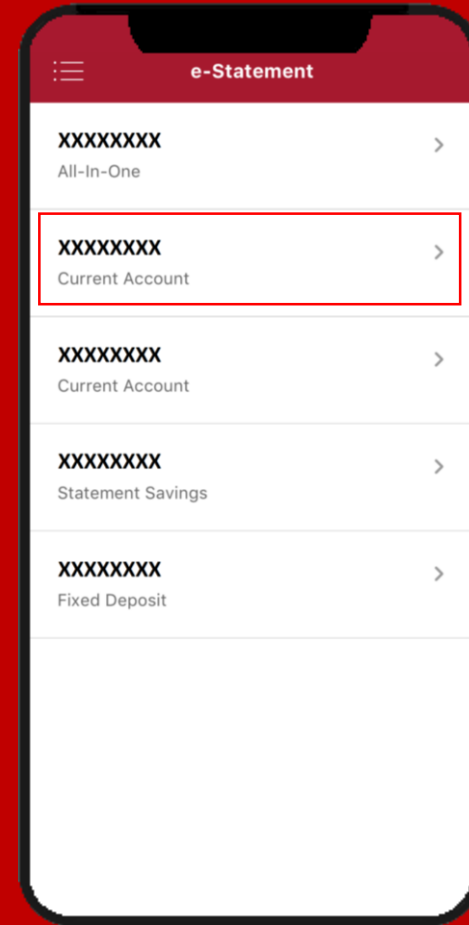 e-Statement
XXXXXXXX
All-In-One
XXXXXXXX
Current Account
XXXXXXXX
Current Account
XXXXXXXX
Statement Savings
XXXXXXXX
Fixed Deposit